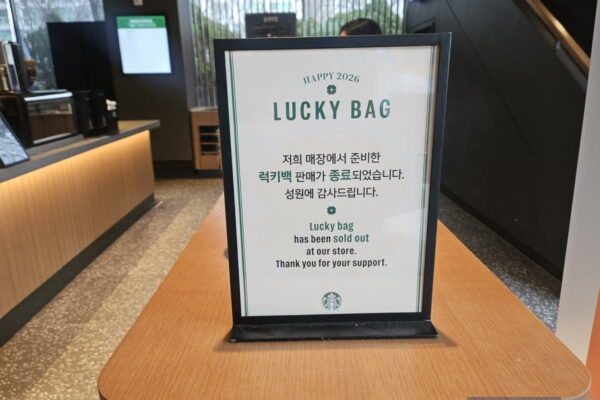 HAPPY 2026
LUCKY BAG
저희 매장에서 준비한
럭키백 판매가 종료되었습니다.
성원에 감사드립니다.
Lucky bag
has been sold out
at our store.
Thank you for your support.